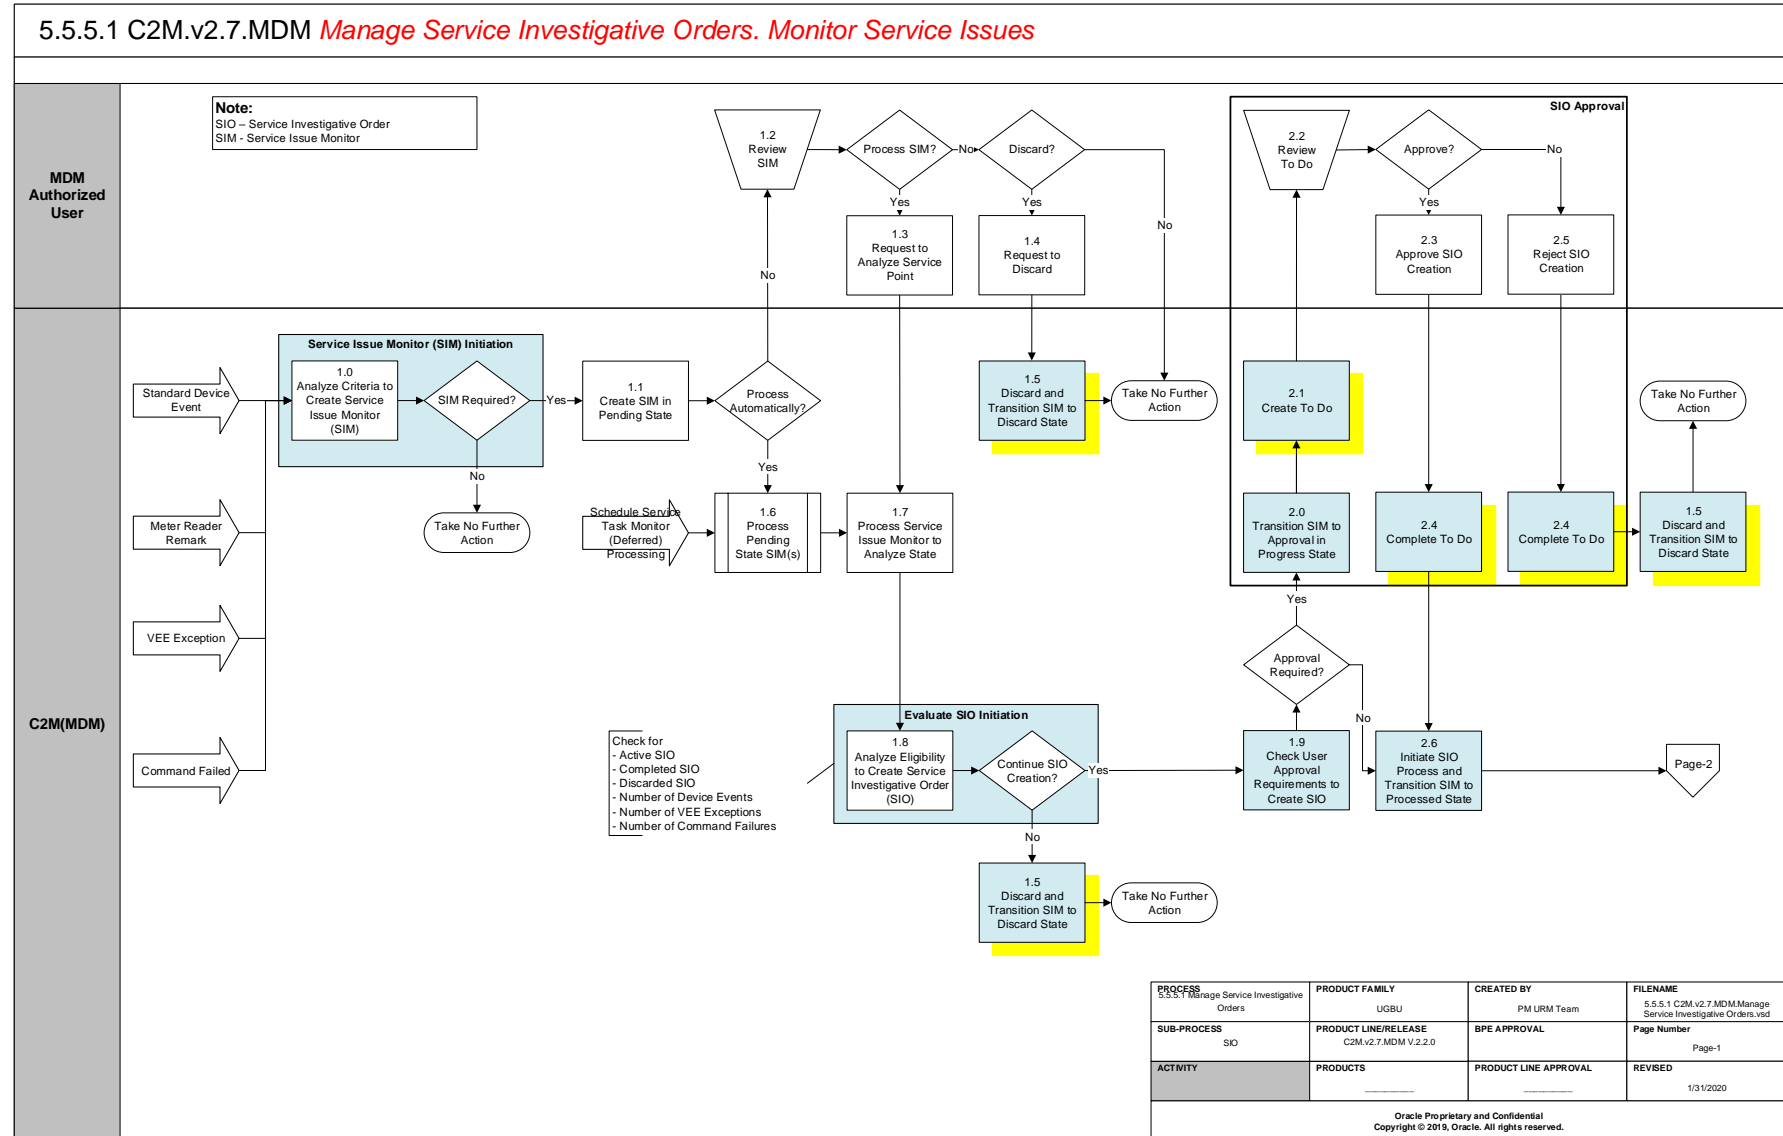 5.5.5.1 C2M.v2.7.MDM Manage Service Investigative Orders. Monitor Service Issues
MDM
Authorized
User
Note:
SIO – Service Investigative Order
SIM - Service Issue Monitor
1.2
Review
SIM
Process SIM?
No
Discard?
Yes
Yes
No
1.3
Request to
Analyze Service
Point
1.4
Request to
Discard
No
SIO Approval
2.2
Review
To Do
Approve?
No
Yes
2.3
Approve SIO
Creation
2.5
Reject SIO
Creation
C2M(MDM)
Standard Device
Event
Meter Reader
Remark
VEE Exception
Command Failed
Service Issue Monitor (SIM) Initiation
1.0
Analyze Criteria to
Create Service
Issue Monitor
(SIM)
SIM Required?
Yes
No
Take No Further
Action
1.1
Create SIM in
Pending State
Process
Automatically?
Yes
Schedule Service
Task Monitor
(Deferred)
Processing
1.6
Process
Pending
State SIM(s)
1.7
Process Service
Issue Monitor to
Analyze State
1.5
Discard and
Transition SIM to
Discard State
Take No Further
Action
2.1
Create To Do
2.0
Transition SIM to
Approval in
Progress State
2.4
Complete To Do
2.4
Complete To Do
1.5
Discard and
Transition SIM to
Discard State
Take No Further
Action
Yes
Approval
Required?
No
Check for
- Active SIO
- Completed SIO
- Discarded SIO
- Number of Device Events
- Number of VEE Exceptions
- Number of Command Failures
Evaluate SIO Initiation
1.8
Analyze Eligibility
to Create Service
Investigative Order
(SIO)
Continue SIO
Creation?
Yes
No
1.9
Check User
Approval
Requirements to
Create SIO
2.6
Initiate SIO
Process and
Transition SIM to
Processed State
Page-2
1.5
Discard and
Transition SIM to
Discard State
Take No Further
Action
PROCESS
5.5.5.1 Manage Service Investigative
Orders
PRODUCT FAMILY
UGBU
CREATED BY
PM URM Team
FILENAME
5.5.5.1 C2M.v2.7.MDM.Manage
Service Investigative Orders.vsd
SUB-PROCESS
SIO
PRODUCT LINE/RELEASE
C2M.v2.7.MDM V.2.2.0
BPE APPROVAL
Page Number
Page-1
ACTIVITY
PRODUCTS
PRODUCT LINE APPROVAL
REVISED
1/31/2020
Oracle Proprietary and Confidential
Copyright © 2019, Oracle. All rights reserved.